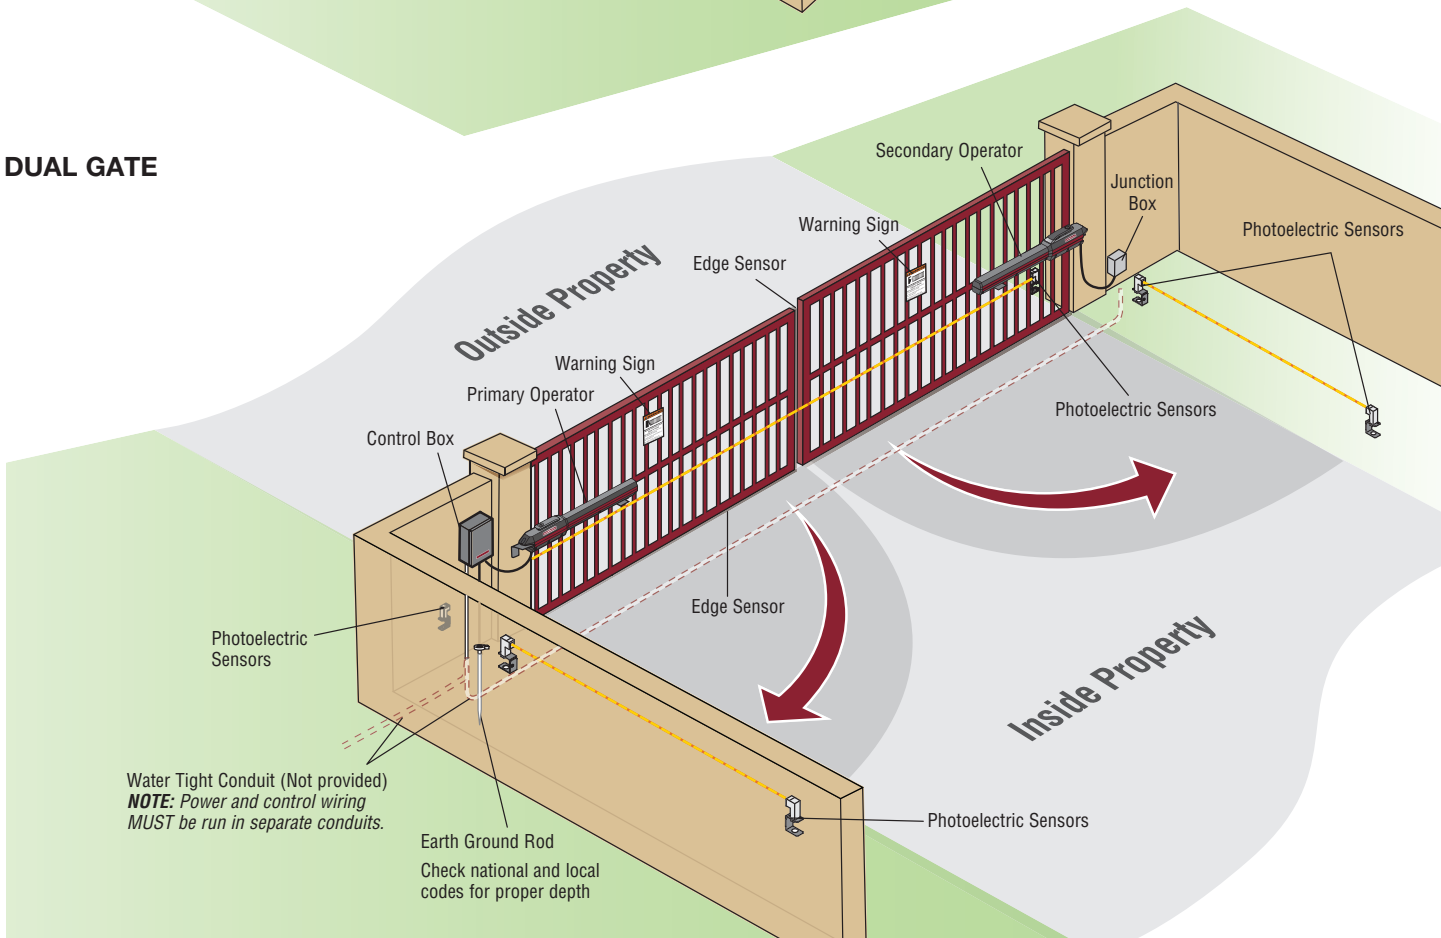 DUAL GATE
Secondary Operator
Junction
Box
Warning Sign
Photoelectric Sensors
Edge Sensor
Outside Property
Warning Sign
Primary Operator
Photoelectric Sensors
Control Box
Edge Sensor
Photoelectric
Sensors
Inside Property
Water Tight Conduit (Not provided)
NOTE: Power and control wiring
MUST be run in separate conduits.
Earth Ground Rod
Check national and local
codes for proper depth
Photoelectric Sensors